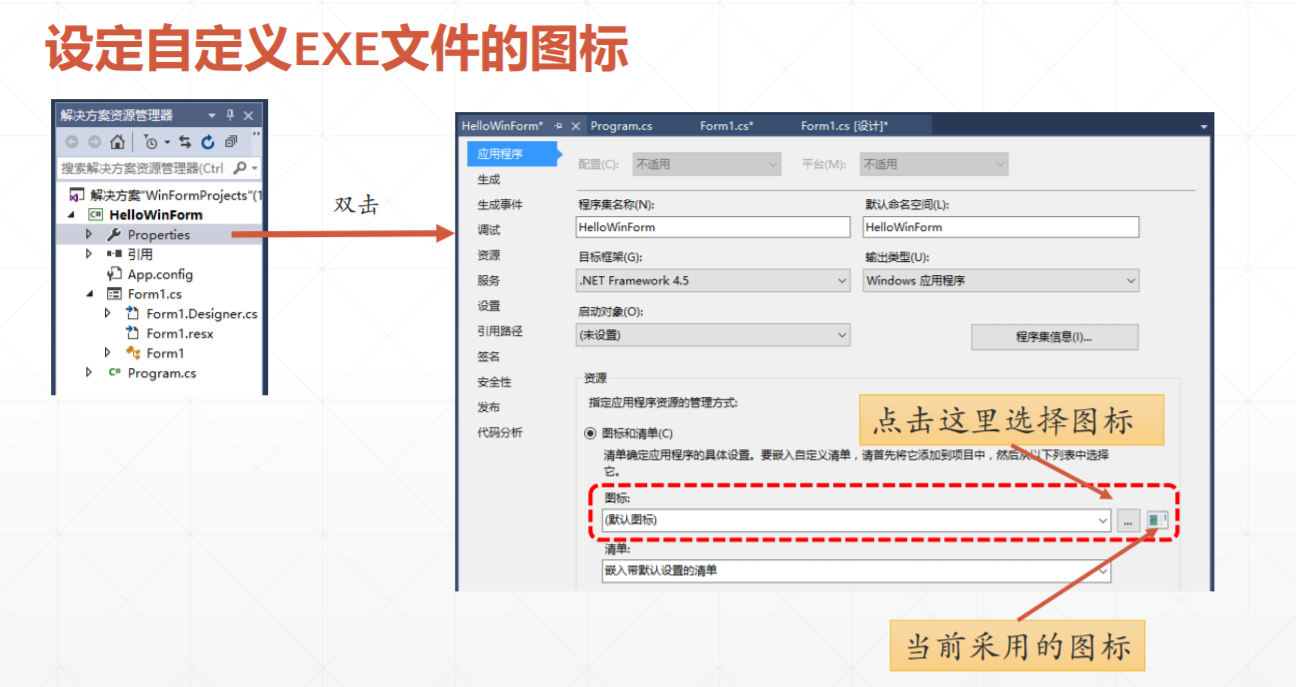 设定自定义EXE文件的图标
解决方案资源管理器
搜索解决方案资源管理器(Ctrl
解决方案"WinFormProjects"(1
HelloWinForm
Properties
引用
App.config
Form1.cs
Form1.Designer.cs
Form1.resx
Form1
Program.cs
双击
HelloWinForm* Program.cs Form1.cs* Form1.cs [设计]*
应用程序
生成
生成事件
调试
资源
服务
设置
引用路径
签名
安全性
发布
代码分析
配置(C): 不适用 平台(M): 不适用
程序集名称(N): 默认命名空间(L):
HelloWinForm HelloWinForm
目标框架(G): 输出类型(U):
.NET Framework 4.5 Windows 应用程序
启动对象(O):
(未设置) 程序集信息(I)...
资源
指定应用程序资源的管理方式:
点击这里选择图标
图标和清单(C)
清单确定应用程序的具体设置。要嵌入自定义清单，请首先将它添加到项目中，然后从以下列表中选择
它。
图标:
(默认图标) ...
清单:
嵌入带默认设置的清单
当前采用的图标